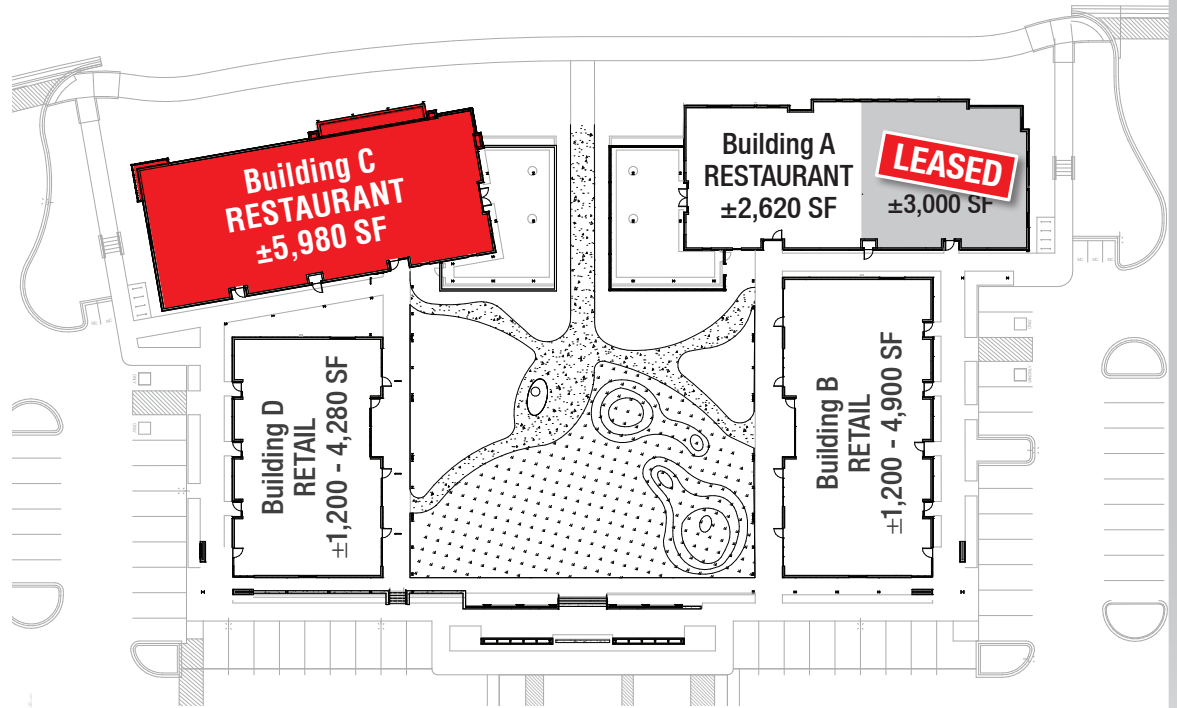 Building C
RESTAURANT
±5,980 SF
Building A
RESTAURANT
±2,620 SF
LEASED
±3,000 SF
Building D
RETAIL
±1,200 - 4,280 SF
Building B
RETAIL
±1,200 - 4,900 SF